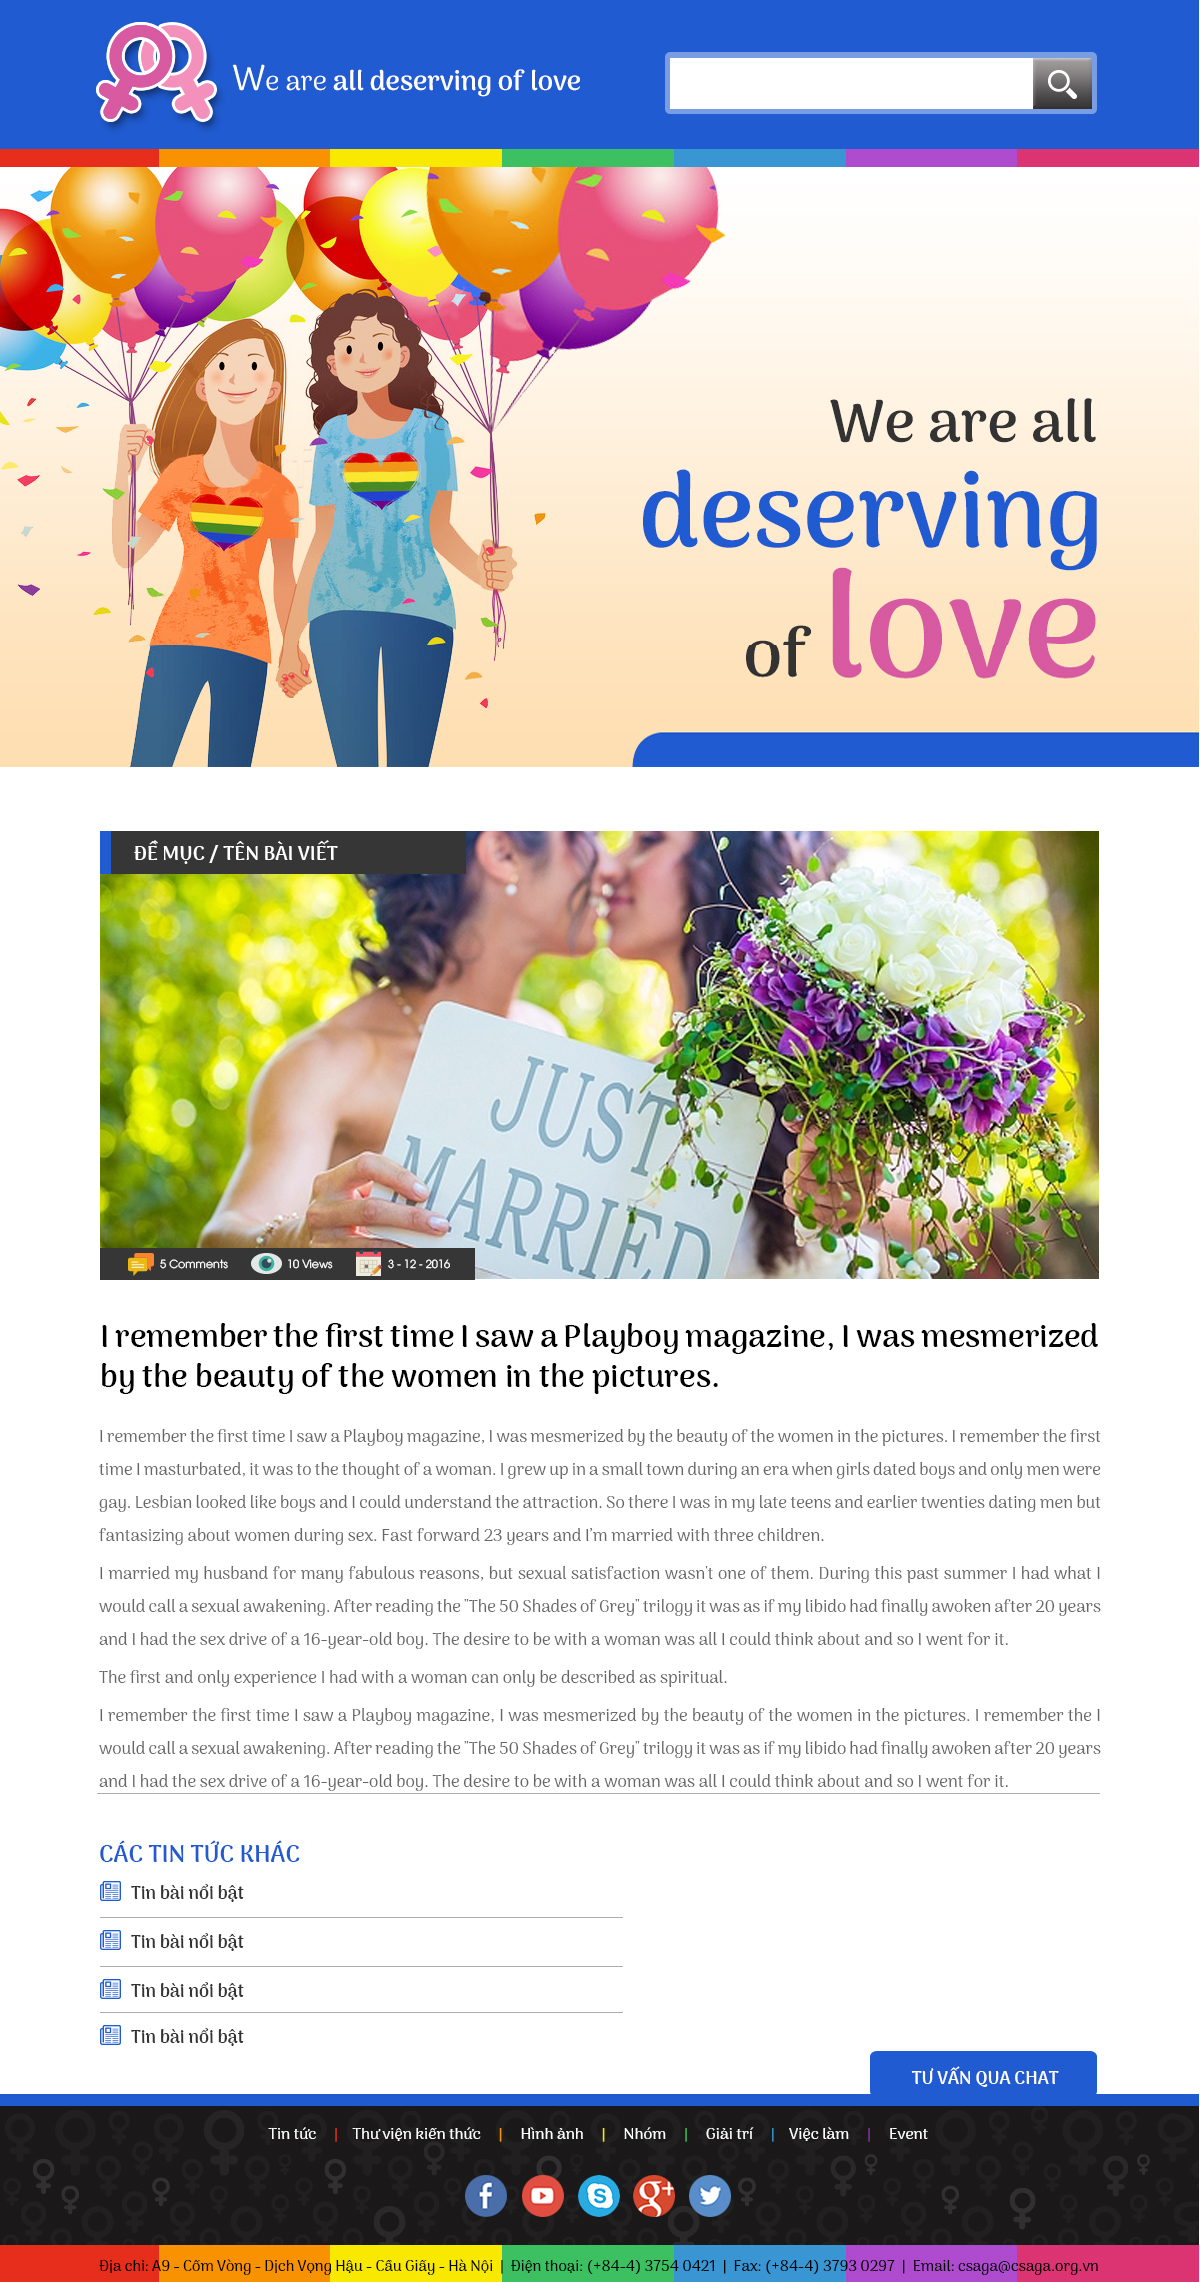 We are all deserving of love
We are all
deserving
of love
ĐỀ MỤC / TÊN BÀI VIẾT
JUST
MARRIED
5 Comments 10 Views 3 - 12 - 2016
I remember the first time I saw a Playboy magazine, I was mesmerized
by the beauty of the women in the pictures.
I remember the first time I saw a Playboy magazine, I was mesmerized by the beauty of the women in the pictures. I remember the first
time I masturbated, it was to the thought of a woman. I grew up in a small town during an era when girls dated boys and only men were
gay. Lesbian looked like boys and I could understand the attraction. So there I was in my late teens and earlier twenties dating men but
fantasizing about women during sex. Fast forward 23 years and I'm married with three children.
I married my husband for many fabulous reasons, but sexual satisfaction wasn't one of them. During this past summer I had what I
would call a sexual awakening. After reading the "The 50 Shades of Grey" trilogy it was as if my libido had finally awoken after 20 years
and I had the sex drive of a 16-year-old boy. The desire to be with a woman was all I could think about and so I went for it.
The first and only experience I had with a woman can only be described as spiritual.
I remember the first time I saw a Playboy magazine, I was mesmerized by the beauty of the women in the pictures. I remember the I
would call a sexual awakening. After reading the "The 50 Shades of Grey" trilogy it was as if my libido had finally awoken after 20 years
and I had the sex drive of a 16-year-old boy. The desire to be with a woman was all I could think about and so I went for it.
CÁC TIN TỨC KHÁC
Tin bài nổi bật
Tin bài nổi bật
Tin bài nổi bật
Tin bài nổi bật
TƯ VẤN QUA CHAT
Tin tức | Thư viện kiến thức | Hình ảnh | Nhóm | Giải trí | Việc làm | Event
Địa chỉ: A9 - Cốm Vòng - Dịch Vọng Hậu - Cầu Giấy - Hà Nội | Điện thoại: (+84-4) 3754 0421 | Fax: (+84-4) 3793 0297 | Email: csaga@csaga.org.vn